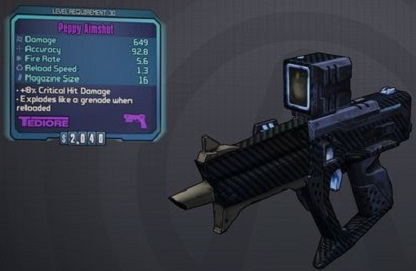 LEVEL REQUIREMENT: 30
Peppy Aimshot
Damage 649
Accuracy 92.8
Fire Rate 5.6
Reload Speed 1.3
Magazine Size 16
• +8% Critical Hit Damage
• Explodes like a grenade when
reloaded
TEDIORE
$ 2,040